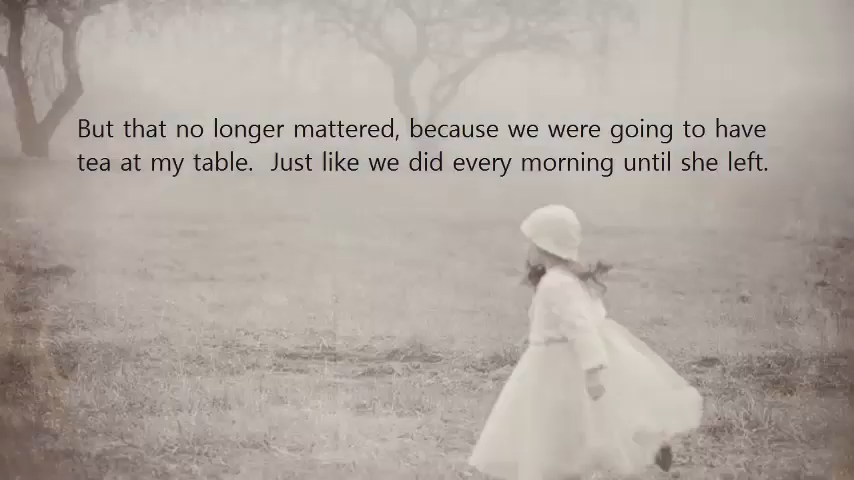 But that no longer mattered, because we were going to have
tea at my table.  Just like we did every morning until she left.